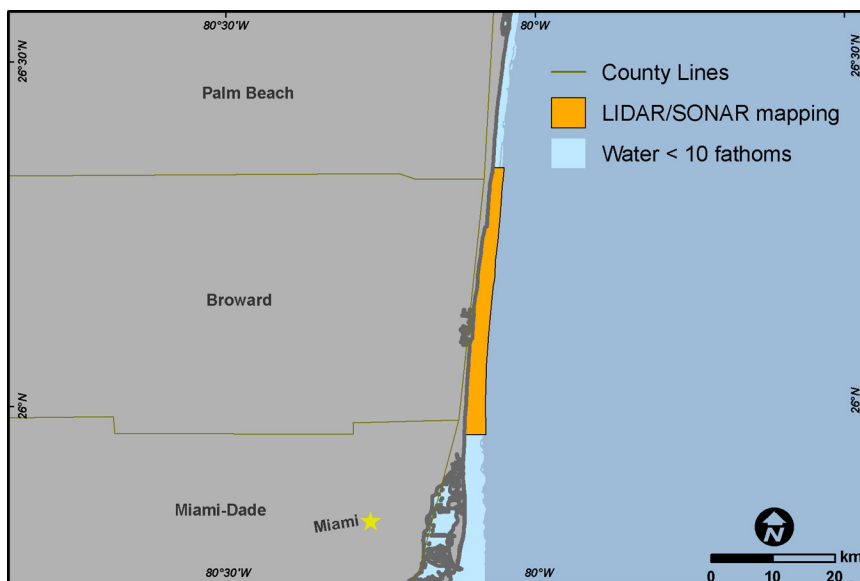 80°30'W
80°W
26°30'N
26°30'N
County Lines
LIDAR/SONAR mapping
Water < 10 fathoms
Palm Beach
Broward
26°N
26°N
Miami-Dade
Miami
N
km
0
10
20
80°30'W
80°W